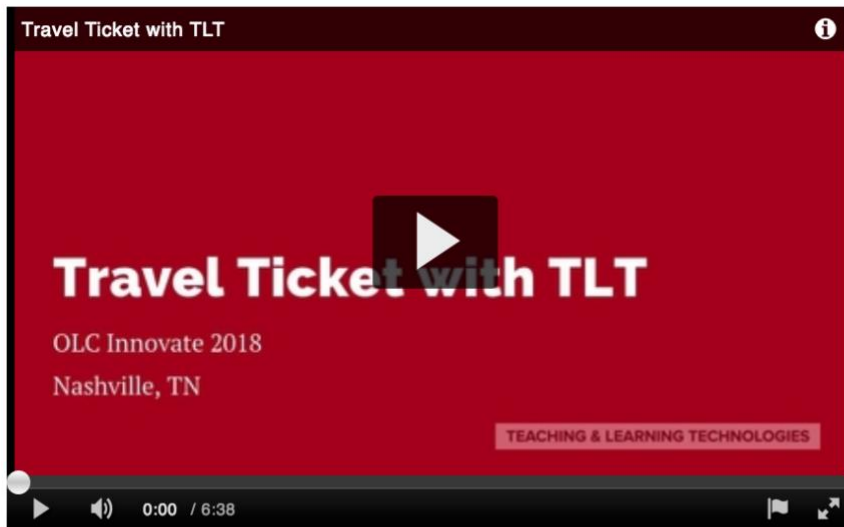 Travel Ticket with TLT
Travel Ticket with TLT
OLC Innovate 2018
Nashville, TN
TEACHING & LEARNING TECHNOLOGIES
0:00 / 6:38